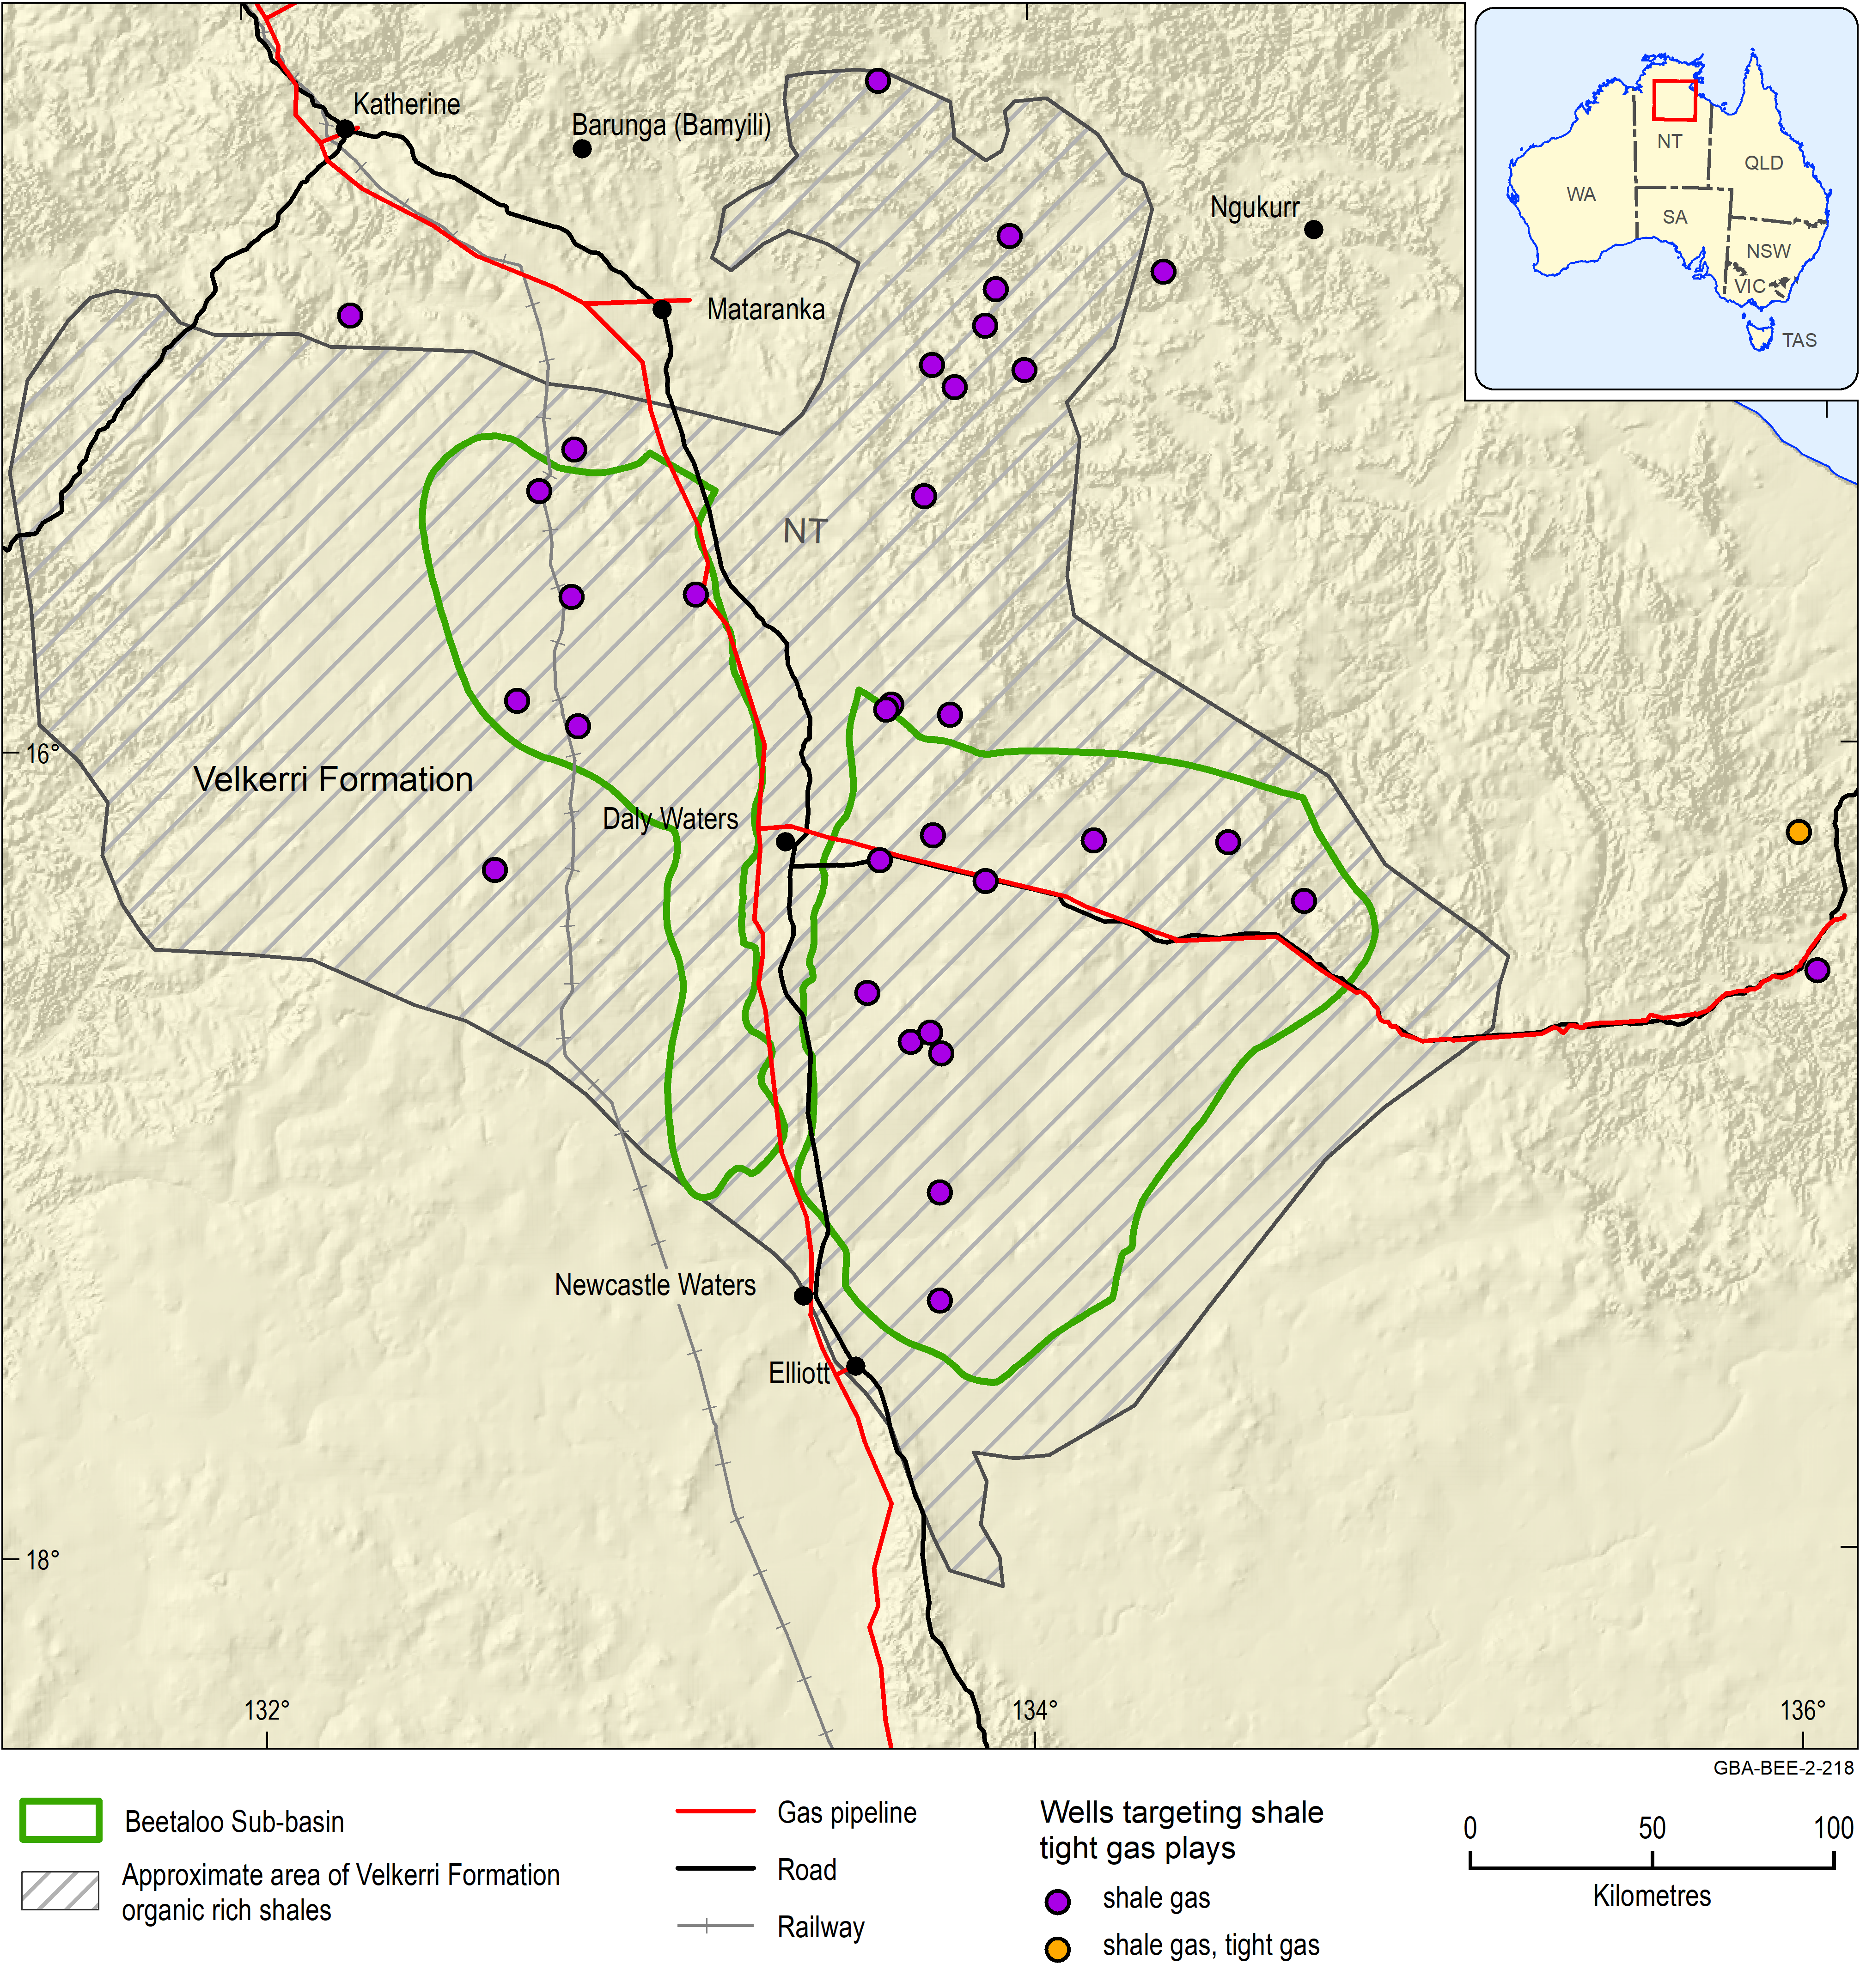 Katherine
Barunga (Bamyili)
Ngukurr
Mataranka
NT
WA
NT
QLD
SA
NSW
VIC
TAS
16°
Velkerri Formation
Daly Waters
Newcastle Waters
Elliott
18°
132°
134°
136°
GBA-BEE-2-218
Beetaloo Sub-basin
Approximate area of Velkerri Formation
organic rich shales
Gas pipeline
Road
Railway
Wells targeting shale
tight gas plays
shale gas
shale gas, tight gas
0 50 100
Kilometres